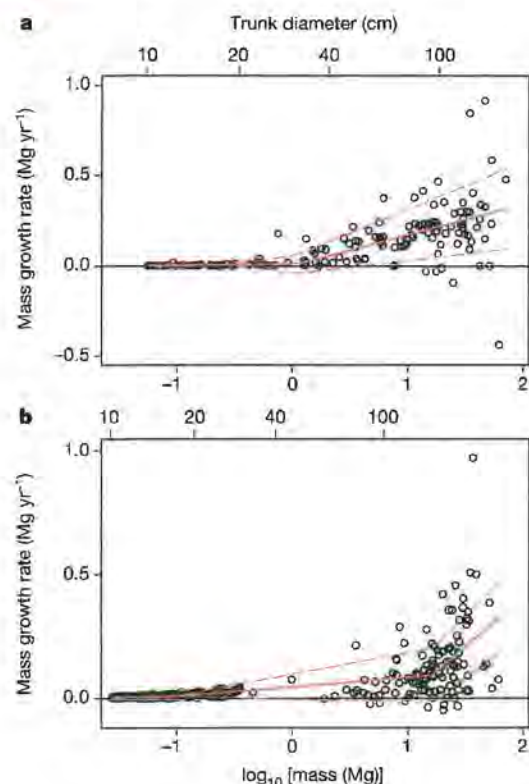 a
Trunk diameter (cm)
10 20 40 100
1.0
0.5
0.0
−0.5
Mass growth rate (Mg yr⁻¹)
−1 0 1 2
b
10 20 40 100
1.0
0.5
0.0
Mass growth rate (Mg yr⁻¹)
−1 0 1 2
log₁₀ [mass (Mg)]